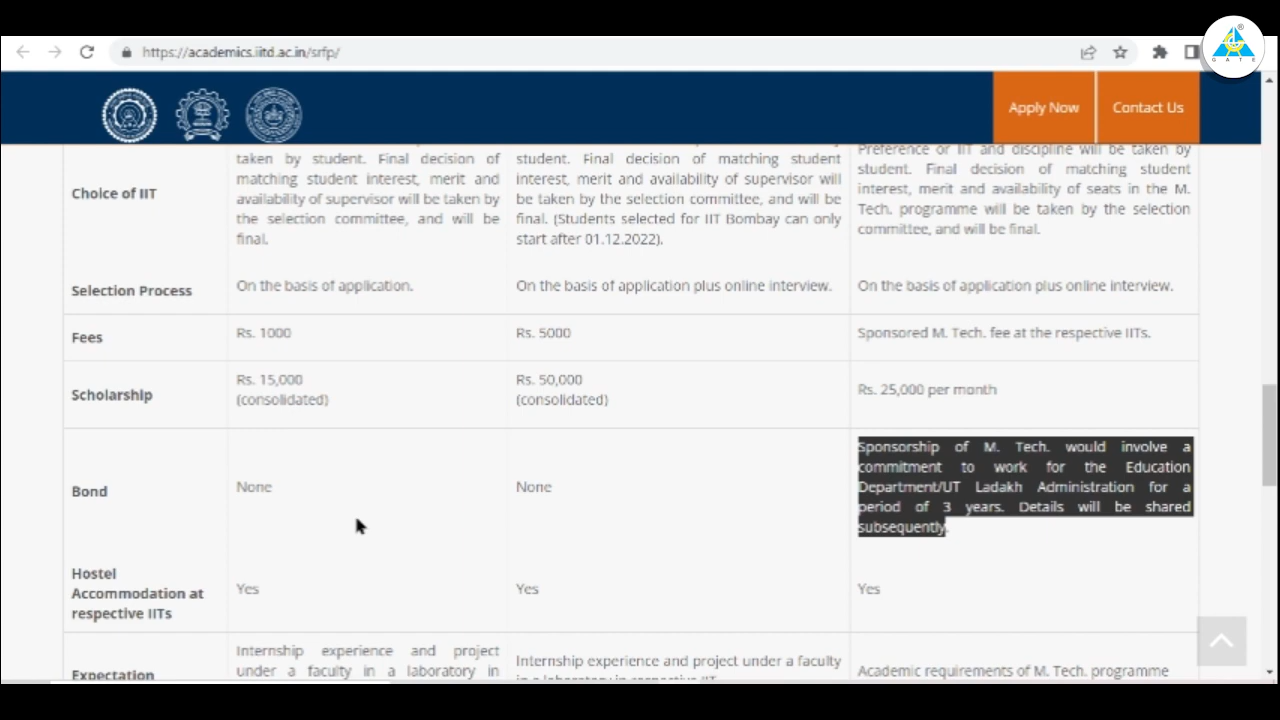 https://academics.iitd.ac.in/srfp/
GATE
Apply Now
Contact Us
Choice of IIT
taken by student. Final decision of
matching student interest, merit and
availability of supervisor will be taken by
the selection committee, and will be
final.
student. Final decision of matching student
interest, merit and availability of supervisor will
be taken by the selection committee, and will be
final. (Students selected for IIT Bombay can only
start after 01.12.2022).
Preference or IIT and discipline will be taken by
student. Final decision of matching student
interest, merit and availability of seats in the M.
Tech. programme will be taken by the selection
committee, and will be final.
Selection Process
On the basis of application.
On the basis of application plus online interview.
On the basis of application plus online interview.
Fees
Rs. 1000
Rs. 5000
Sponsored M. Tech. fee at the respective IITs.
Scholarship
Rs. 15,000
(consolidated)
Rs. 50,000
(consolidated)
Rs. 25,000 per month
Bond
None
None
Sponsorship of M. Tech. would involve a
commitment to work for the Education
Department/UT Ladakh Administration for a
period of 3 years. Details will be shared
subsequently.
Hostel
Accommodation at
respective IITs
Yes
Yes
Yes
Expectation
Internship experience and project
under a faculty in a laboratory in
Internship experience and project under a faculty
in a laboratory in respective IIT
Academic requirements of M. Tech. programme